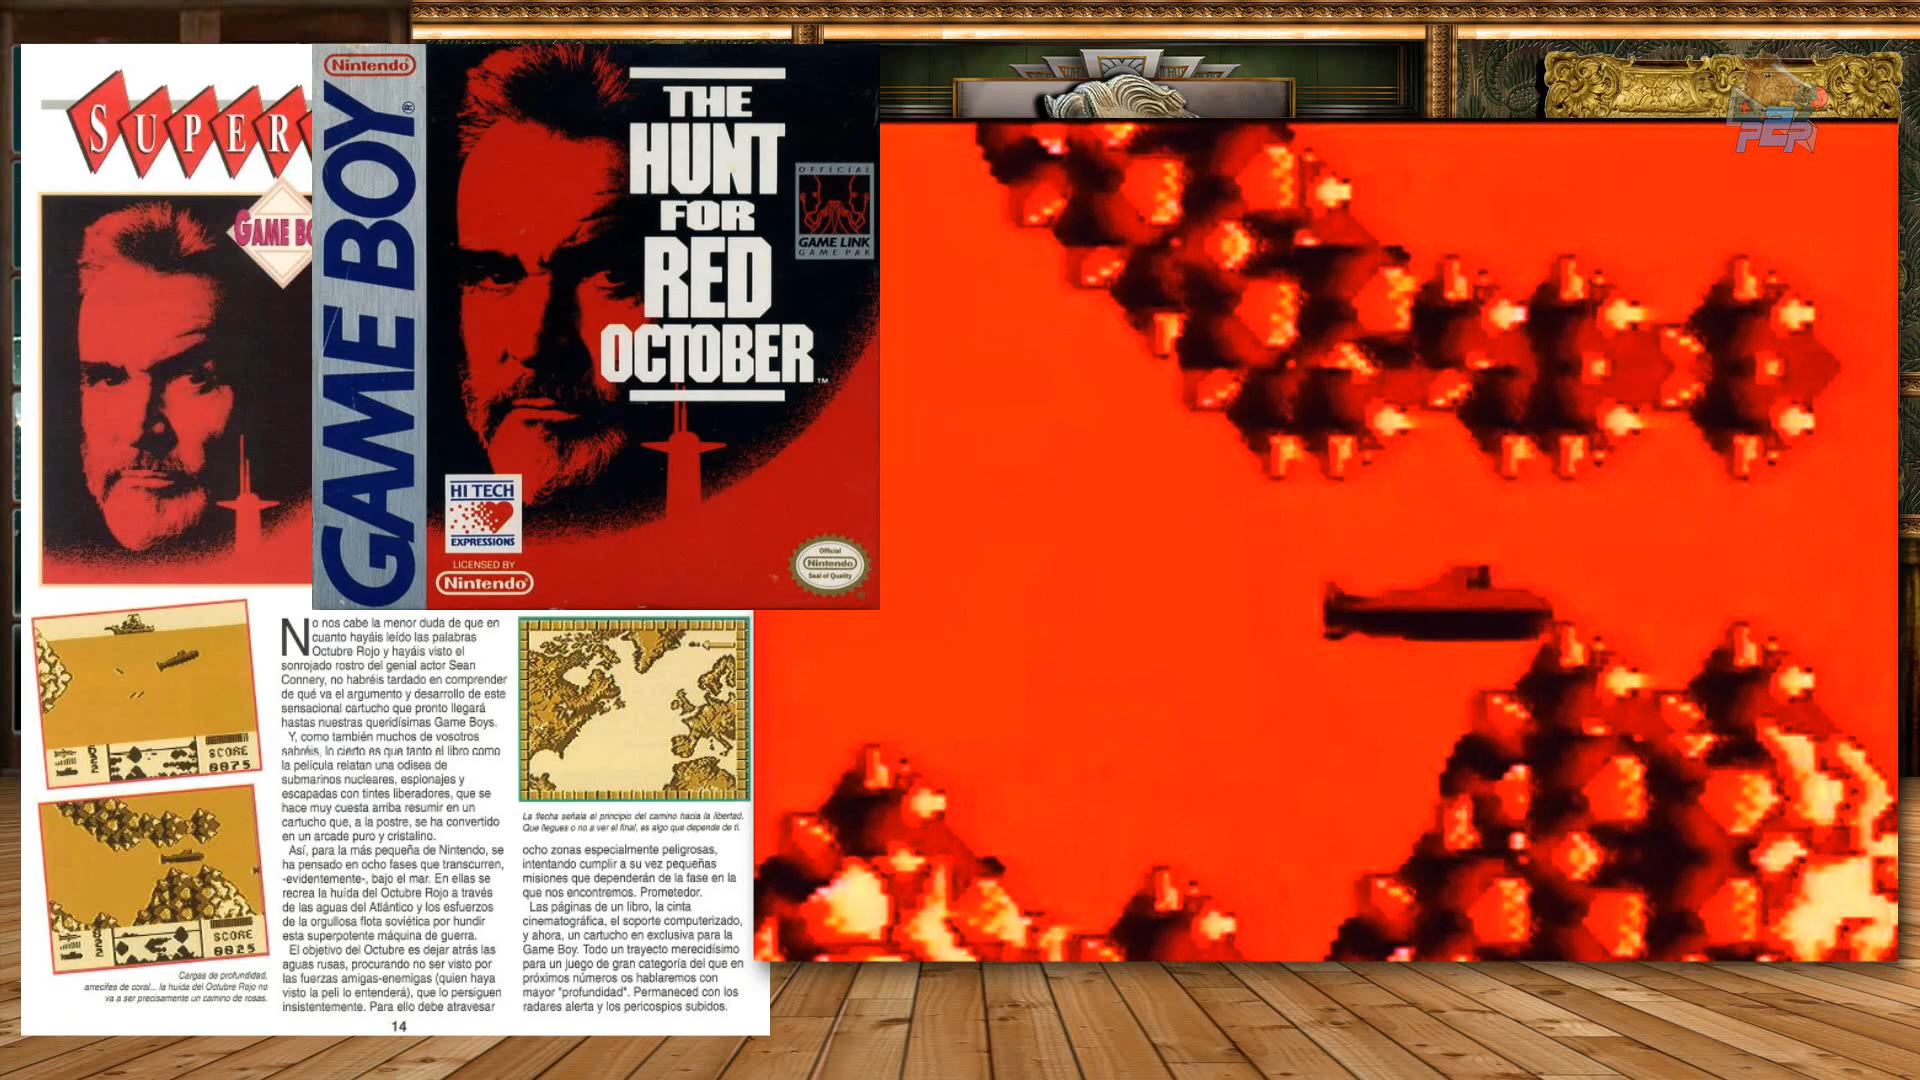 SUPER
GAME BO
Nintendo
GAME BOY
THE
HUNT
FOR
RED
OCTOBER
OFFICIAL
GAME LINK
GAME PAK
HI TECH
EXPRESSIONS
LICENSED BY
Nintendo
Official
Nintendo
Seal of Quality
PCR
SCORE
0075
SCORE
0025
Cargas de profundidad,
arrecifes de coral... la huida del Octubre Rojo no
va a ser precisamente un camino de rosas.
No nos cabe la menor duda de que en
cuanto hayáis leído las palabras
Octubre Rojo y hayáis visto el
sonrojado rostro del genial actor Sean
Connery, no habréis tardado en comprender
de qué va el argumento y desarrollo de este
sensacional cartucho que pronto llegará
hasta nuestras queridísimas Game Boys.
Y, como también muchos de vosotros
sabréis, lo cierto es que tanto el libro como
la película relatan una odisea de
submarinos nucleares, espionajes y
escapadas con tintes liberadores, que se
hace muy cuesta arriba resumir en un
cartucho que, a la postre, se ha convertido
en un arcade puro y cristalino.
Así, para la más pequeña de Nintendo, se
ha pensado en ocho fases que transcurren,
-evidentemente-, bajo el mar. En ellas se
recrea la huída del Octubre Rojo a través
de las aguas del Atlántico y los esfuerzos
de la orgullosa flota soviética por hundir
esta superpotente máquina de guerra.
El objetivo del Octubre es dejar atrás las
aguas rusas, procurando no ser visto por
las fuerzas amigas-enemigas (quien haya
visto la peli lo entenderá), que lo persiguen
insistentemente. Para ello debe atravesar
La flecha señala el principio del camino hacia la libertad.
Que llegues o no a ver el final, es algo que depende de ti.
ocho zonas especialmente peligrosas,
intentando cumplir a su vez pequeñas
misiones que dependerán de la fase en la
que nos encontremos. Prometedor.
Las páginas de un libro, la cinta
cinematográfica, el soporte computerizado,
y ahora, un cartucho en exclusiva para la
Game Boy. Todo un trayecto merecidísimo
para un juego de gran categoría del que en
próximos números os hablaremos con
mayor "profundidad". Permaneced con los
radares alerta y los pericospios subidos.
14